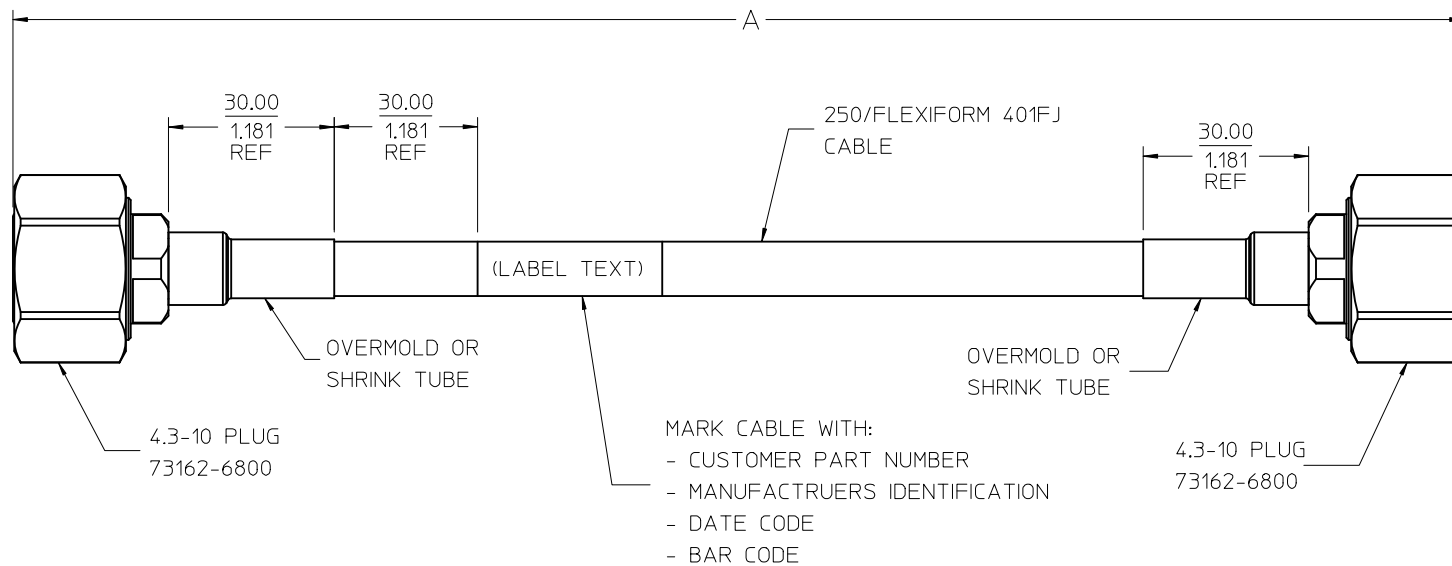 A
30.00
1.181
REF
30.00
1.181
REF
250/FLEXIFORM 401FJ
CABLE
30.00
1.181
REF
(LABEL TEXT)
OVERMOLD OR
SHRINK TUBE
OVERMOLD OR
SHRINK TUBE
4.3-10 PLUG
73162-6800
MARK CABLE WITH:
- CUSTOMER PART NUMBER
- MANUFACTRUERS IDENTIFICATION
- DATE CODE
- BAR CODE
4.3-10 PLUG
73162-6800